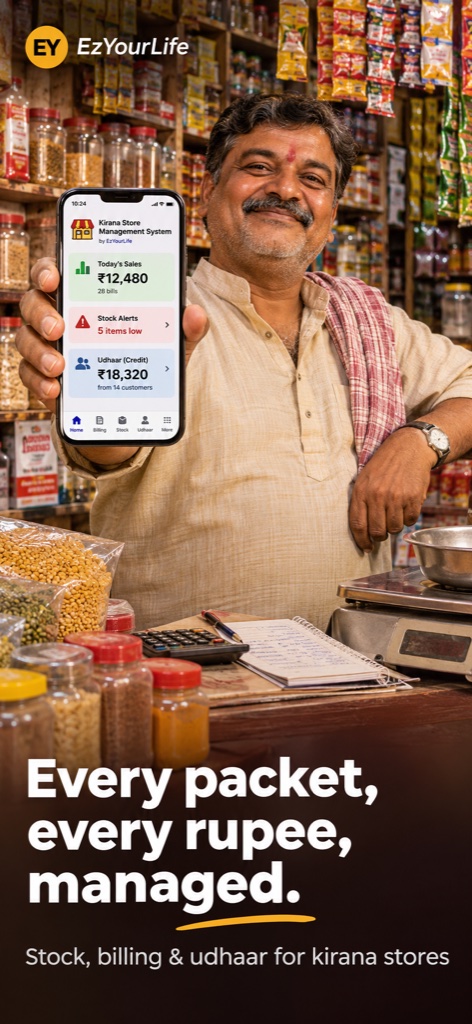 EY EzYourLife
10:24
Kirana Store
Management System
by EzYourLife
Today's Sales
₹12,480
28 bills
Stock Alerts
5 items low
Udhaar (Credit)
₹18,320
from 14 customers
Home Billing Stock Udhaar More
Every packet,
every rupee,
managed.
Stock, billing & udhaar for kirana stores